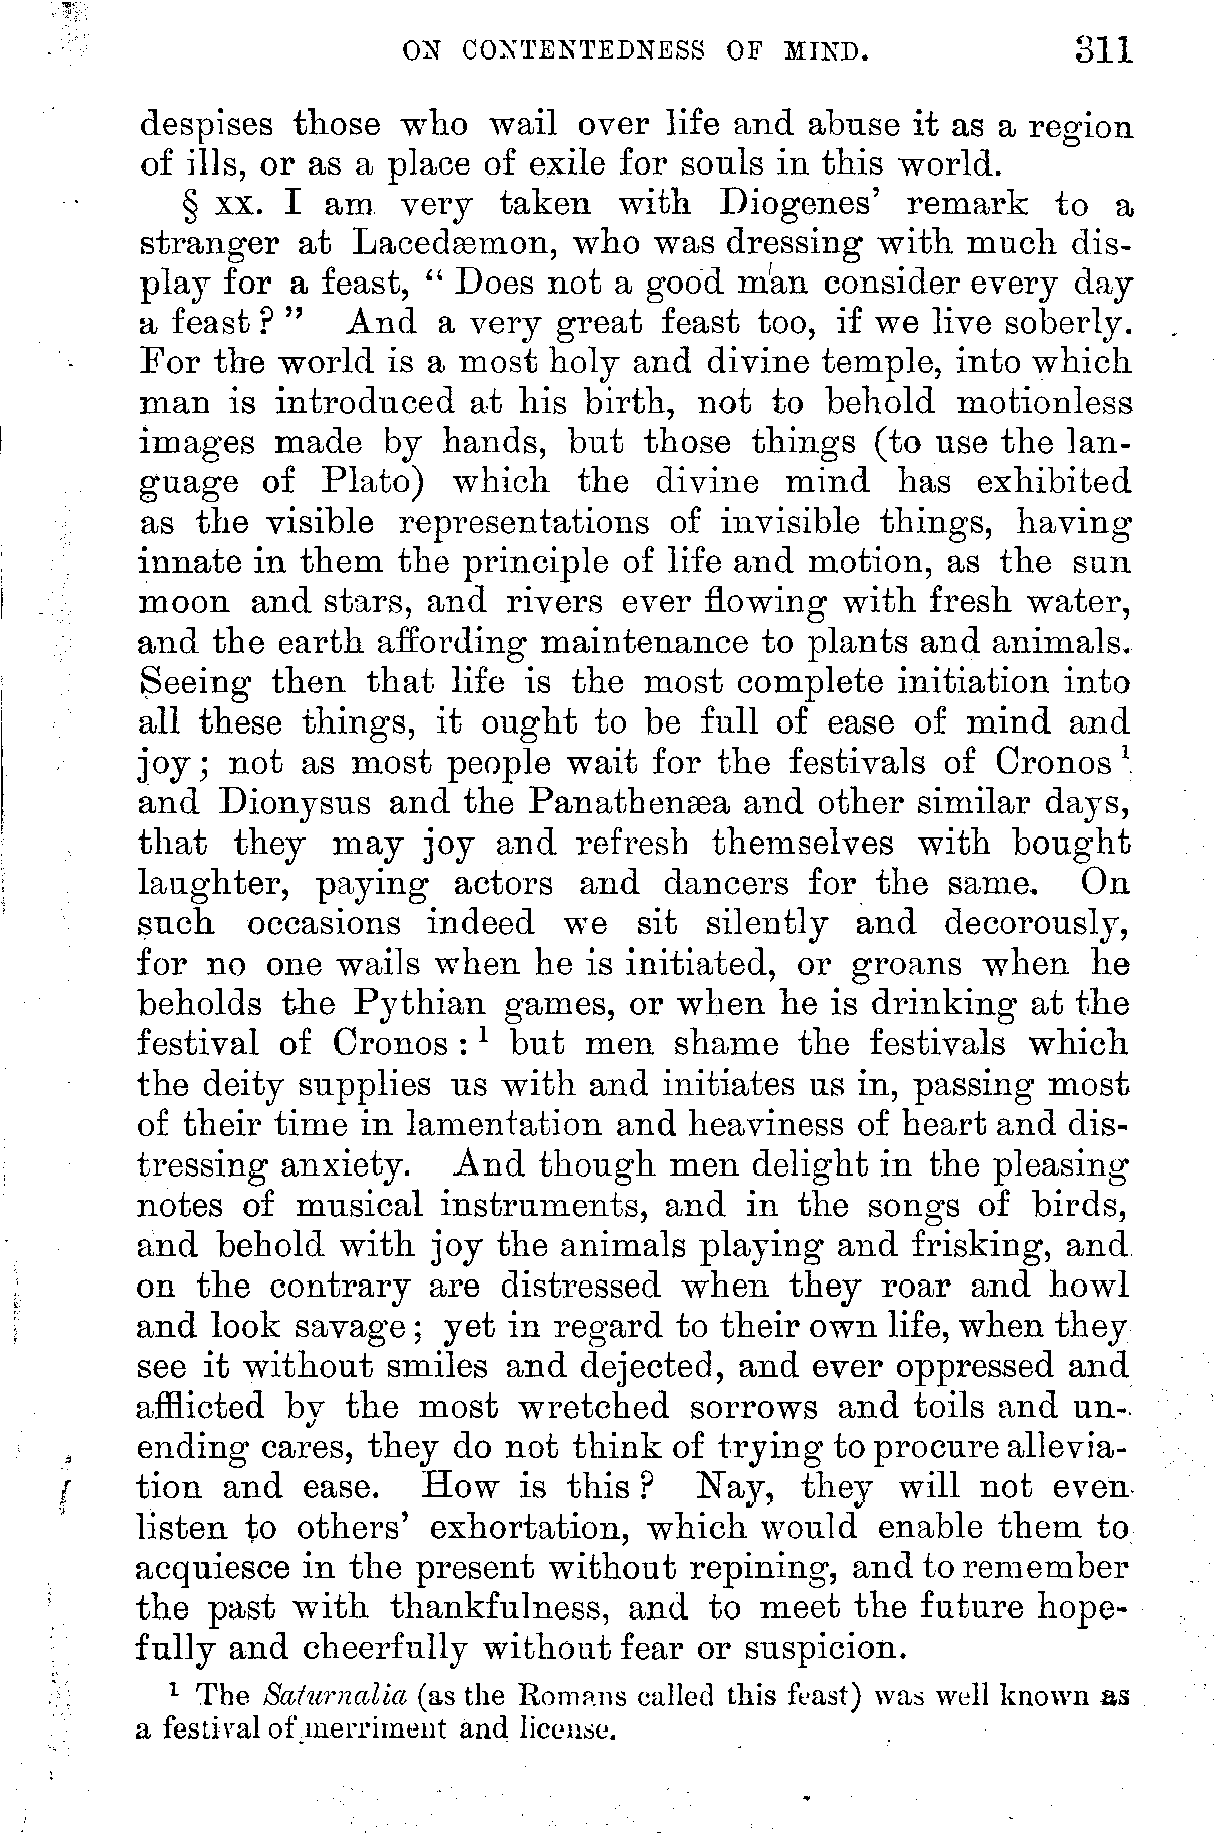 ON CONTENTEDNESS OF MIND. 311
despises those who wail over life and abuse it as a region
of ills, or as a place of exile for souls in this world.
§ xx. I am very taken with Diogenes' remark to a
stranger at Lacedæmon, who was dressing with much dis-
play for a feast, “ Does not a good man consider every day
a feast ? ” And a very great feast too, if we live soberly.
For the world is a most holy and divine temple, into which
man is introduced at his birth, not to behold motionless
images made by hands, but those things (to use the lan-
guage of Plato) which the divine mind has exhibited
as the visible representations of invisible things, having
innate in them the principle of life and motion, as the sun
moon and stars, and rivers ever flowing with fresh water,
and the earth affording maintenance to plants and animals.
Seeing then that life is the most complete initiation into
all these things, it ought to be full of ease of mind and
joy ; not as most people wait for the festivals of Cronos ¹
and Dionysus and the Panathenæa and other similar days,
that they may joy and refresh themselves with bought
laughter, paying actors and dancers for the same. On
such occasions indeed we sit silently and decorously,
for no one wails when he is initiated, or groans when he
beholds the Pythian games, or when he is drinking at the
festival of Cronos : ¹ but men shame the festivals which
the deity supplies us with and initiates us in, passing most
of their time in lamentation and heaviness of heart and dis-
tressing anxiety. And though men delight in the pleasing
notes of musical instruments, and in the songs of birds,
and behold with joy the animals playing and frisking, and
on the contrary are distressed when they roar and howl
and look savage ; yet in regard to their own life, when they
see it without smiles and dejected, and ever oppressed and
afflicted by the most wretched sorrows and toils and un-
ending cares, they do not think of trying to procure allevia-
tion and ease. How is this ? Nay, they will not even
listen to others' exhortation, which would enable them to
acquiesce in the present without repining, and to remember
the past with thankfulness, and to meet the future hope-
fully and cheerfully without fear or suspicion.
¹ The Saturnalia (as the Romans called this feast) was well known as
a festival of merriment and license.